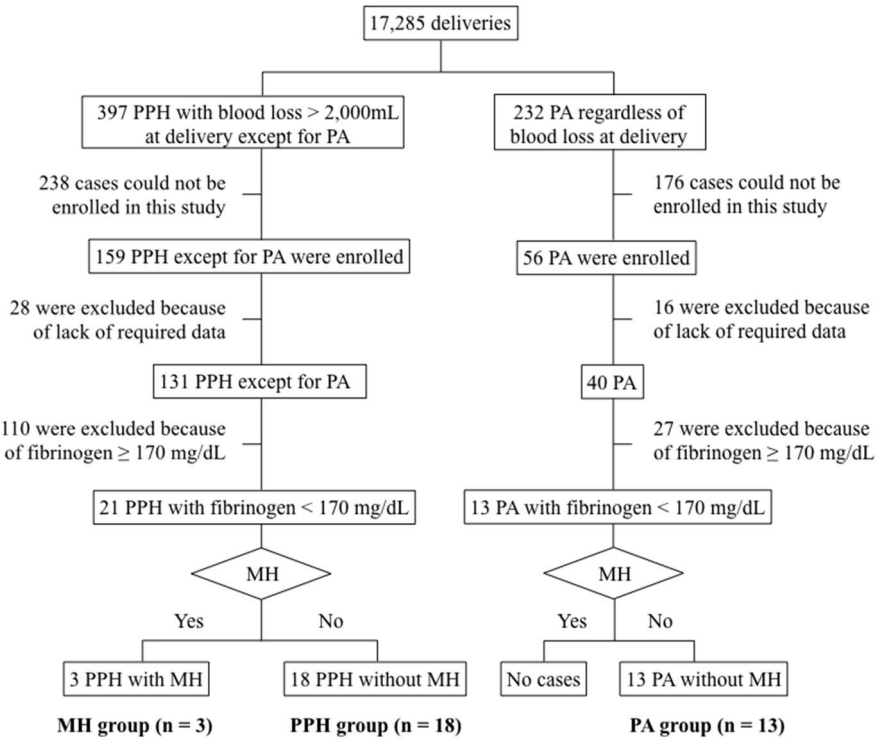 17,285 deliveries
397 PPH with blood loss > 2,000mL
at delivery except for PA
232 PA regardless of
blood loss at delivery
238 cases could not be
enrolled in this study
176 cases could not be
enrolled in this study
159 PPH except for PA were enrolled
56 PA were enrolled
28 were excluded because
of lack of required data
16 were excluded because
of lack of required data
131 PPH except for PA
40 PA
110 were excluded because
of fibrinogen ≥ 170 mg/dL
27 were excluded because
of fibrinogen ≥ 170 mg/dL
21 PPH with fibrinogen < 170 mg/dL
13 PA with fibrinogen < 170 mg/dL
MH
MH
Yes
No
Yes
No
3 PPH with MH
18 PPH without MH
No cases
13 PA without MH
MH group (n = 3)
PPH group (n = 18)
PA group (n = 13)